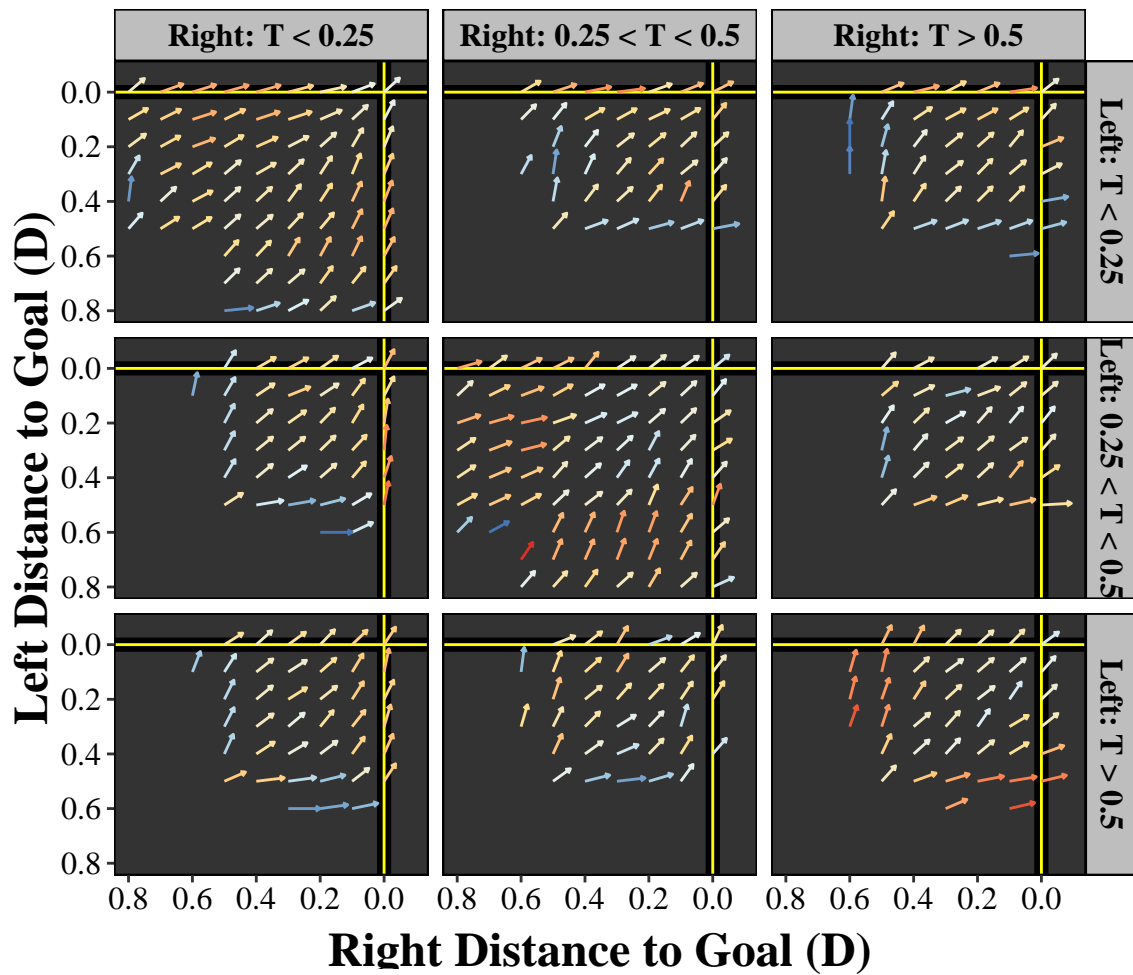 Right: T < 0.25
Right: 0.25 < T < 0.5
Right: T > 0.5
Left Distance to Goal (D)
0.0
0.2
0.4
0.6
0.8
Left: T < 0.25
0.0
0.2
0.4
0.6
0.8
Left: 0.25 < T < 0.5
0.0
0.2
0.4
0.6
0.8
Left: T > 0.5
0.8 0.6 0.4 0.2 0.0
0.8 0.6 0.4 0.2 0.0
0.8 0.6 0.4 0.2 0.0
Right Distance to Goal (D)